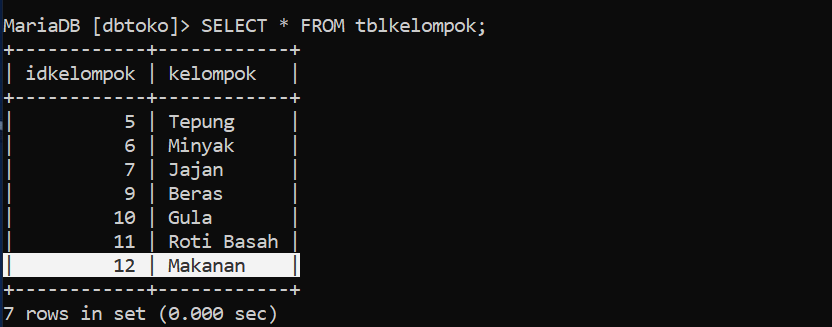 MariaDB [dbtoko]> SELECT * FROM tblkelompok;
+------------+------------+
| idkelompok | kelompok   |
+------------+------------+
|          5 | Tepung     |
|          6 | Minyak     |
|          7 | Jajan      |
|          9 | Beras      |
|         10 | Gula       |
|         11 | Roti Basah |
|         12 | Makanan    |
+------------+------------+
7 rows in set (0.000 sec)